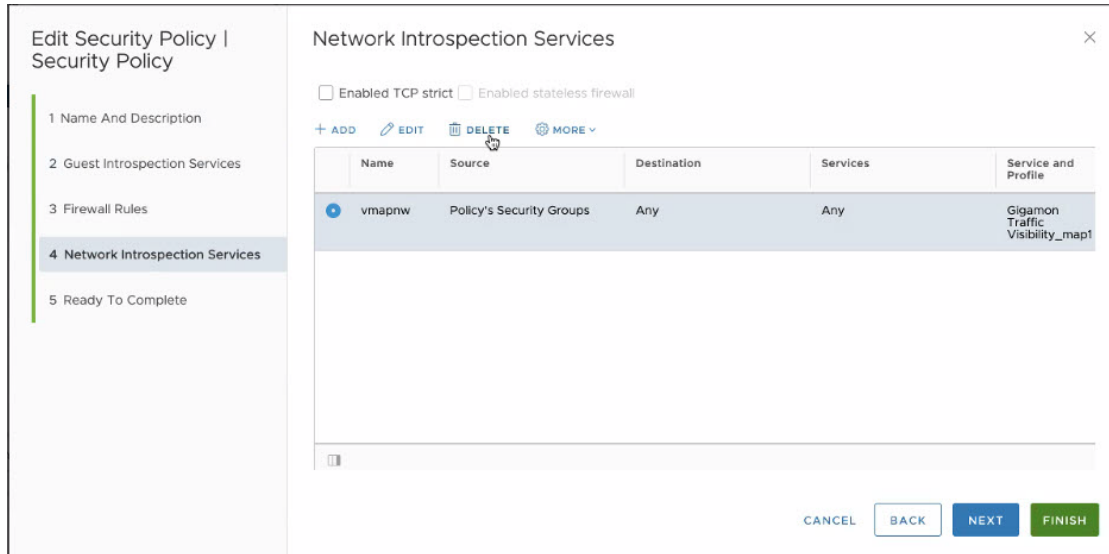 Edit Security Policy |
Security Policy
1 Name And Description
2 Guest Introspection Services
3 Firewall Rules
4 Network Introspection Services
5 Ready To Complete
Network Introspection Services
Enabled TCP strict Enabled stateless firewall
+ ADD EDIT DELETE MORE
Name Source Destination Services Service and
Profile
vmapnw Policy's Security Groups Any Any Gigamon
Traffic
Visibility_map1
CANCEL BACK NEXT FINISH